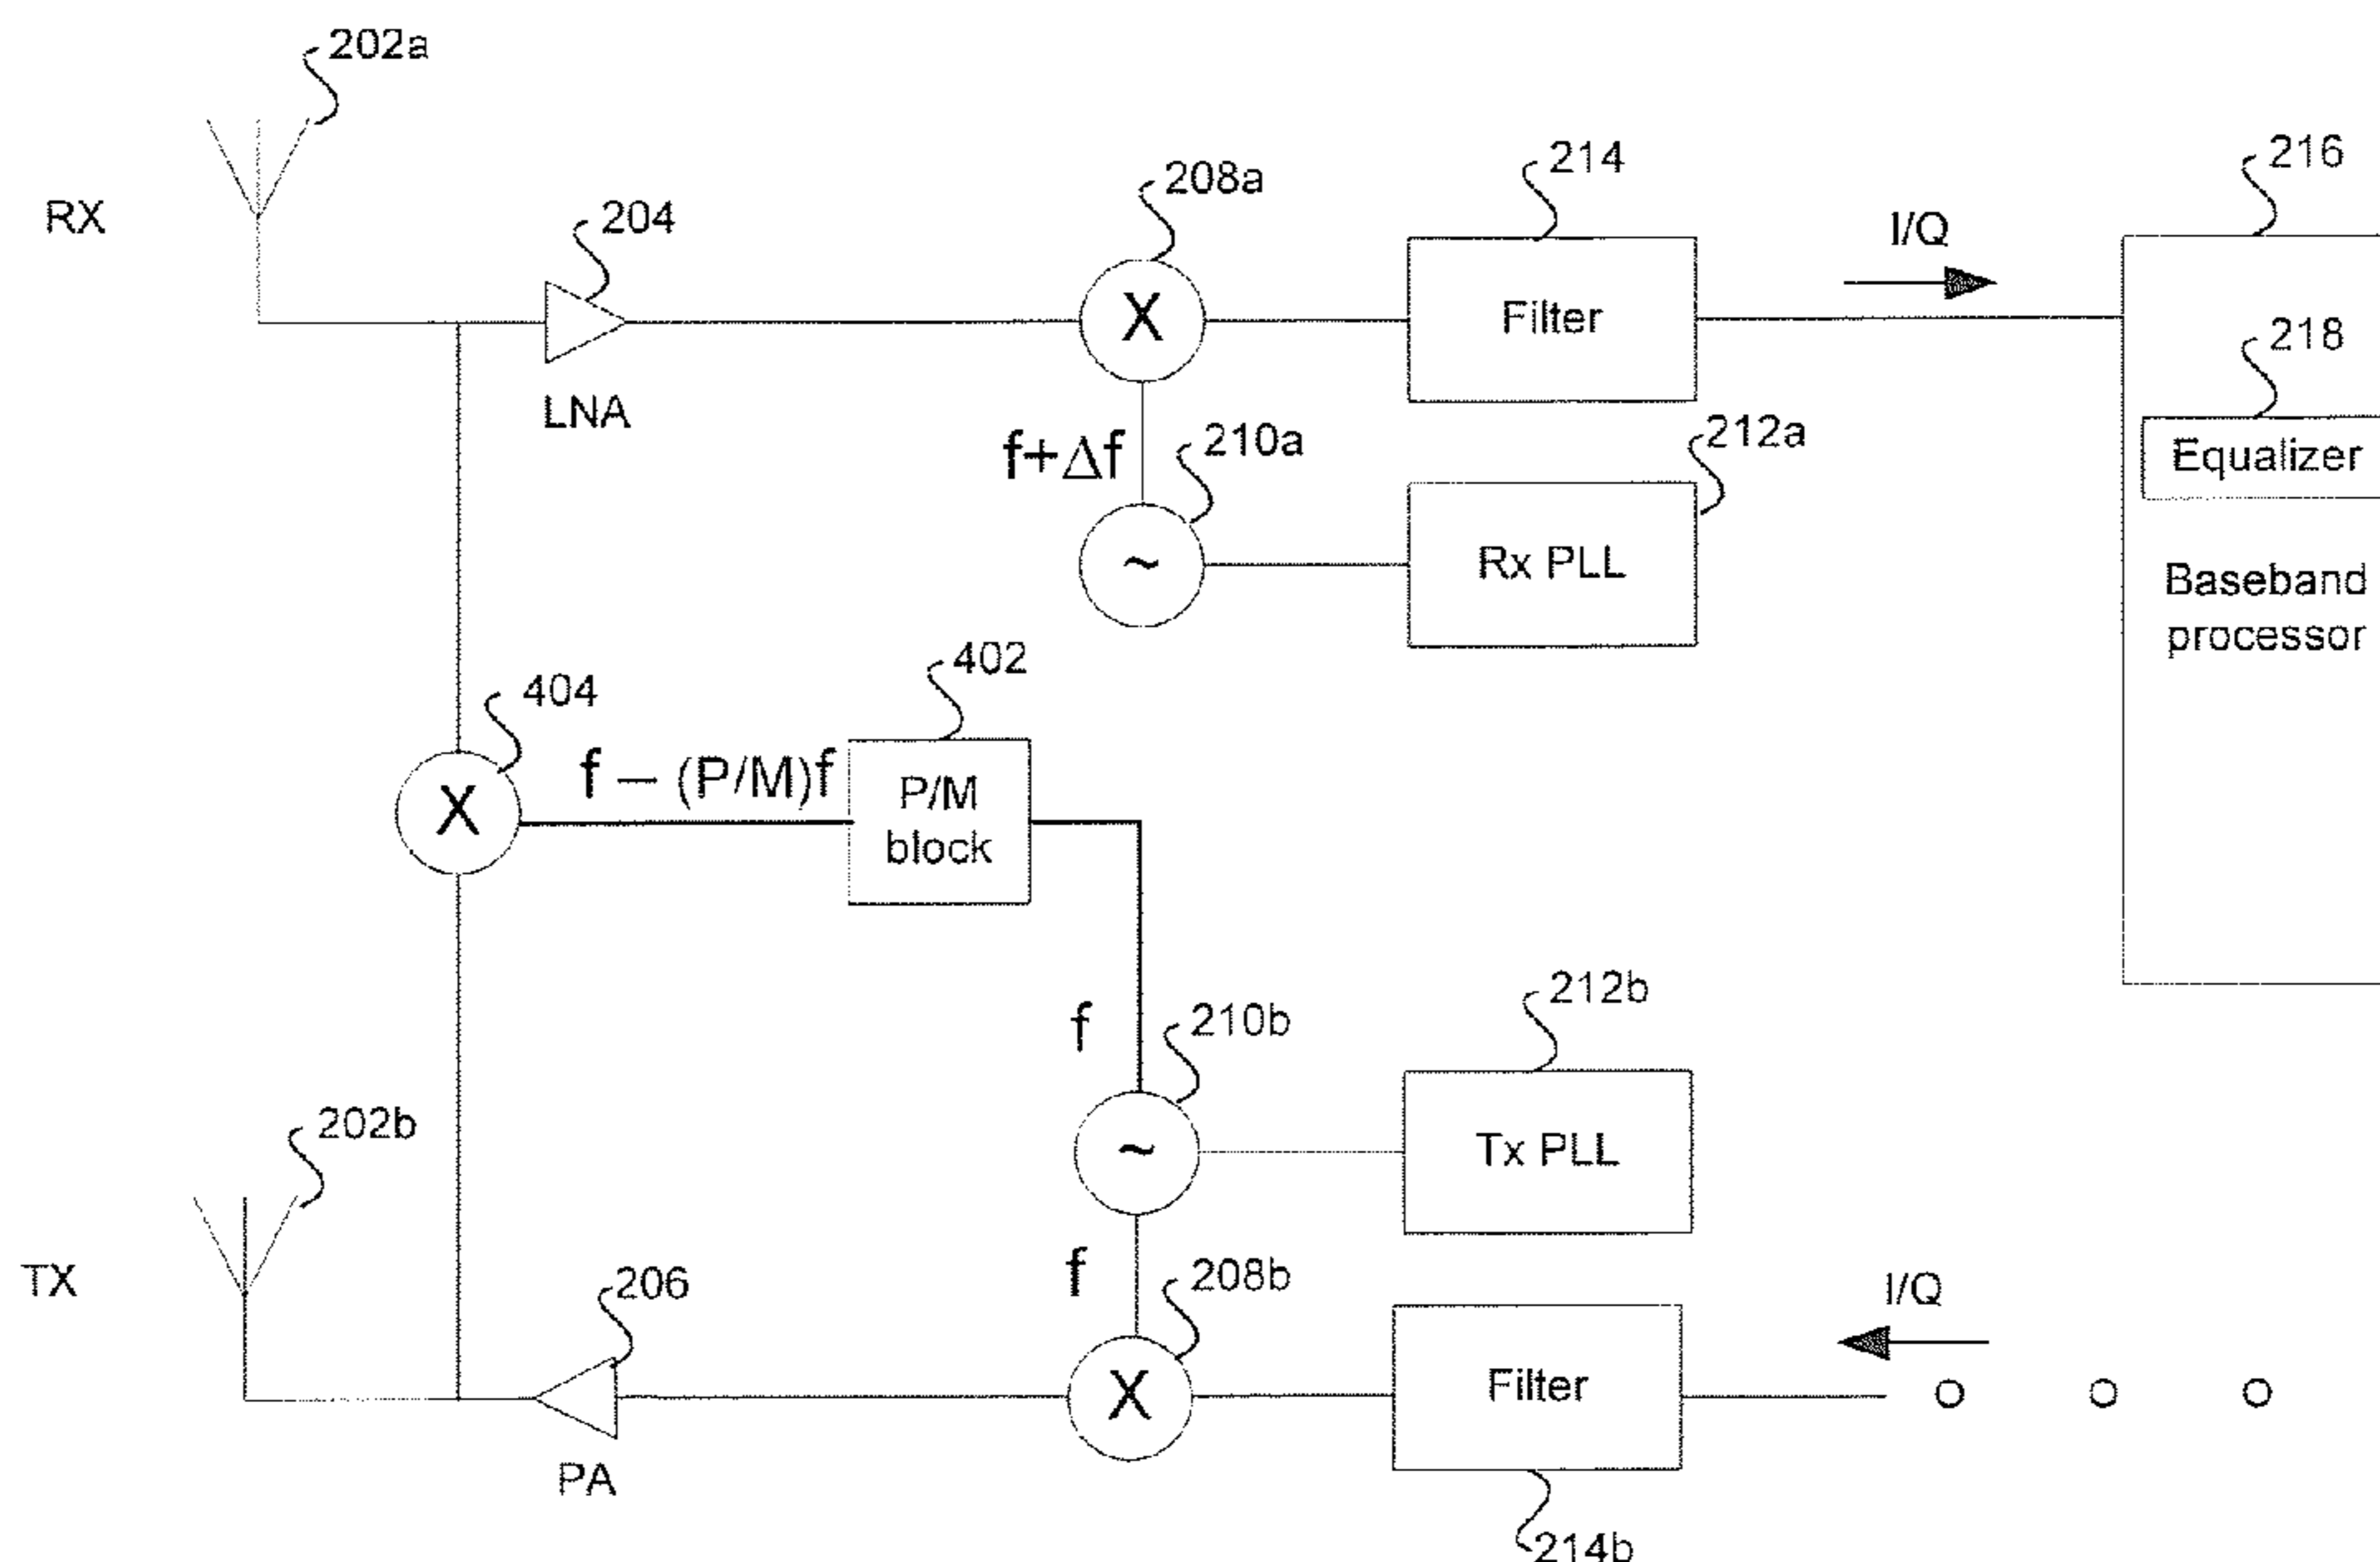 202a
RX
204
LNA
208a
X
214
Filter
I/Q
216
218
Equalizer
Baseband
processor
f+Δf
210a
~
212a
Rx PLL
404
X
f – (P/M)f
402
P/M
block
f
210b
~
212b
Tx PLL
202b
TX
206
PA
f
208b
X
Filter
214b
I/Q